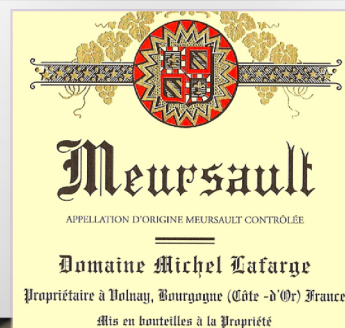 Meursault
APPELLATION D'ORIGINE MEURSAULT CONTRÔLÉE
Domaine Michel Lafarge
Propriétaire à Volnay, Bourgogne (Côte -d'Or) France
Mis en bouteilles à la Propriété